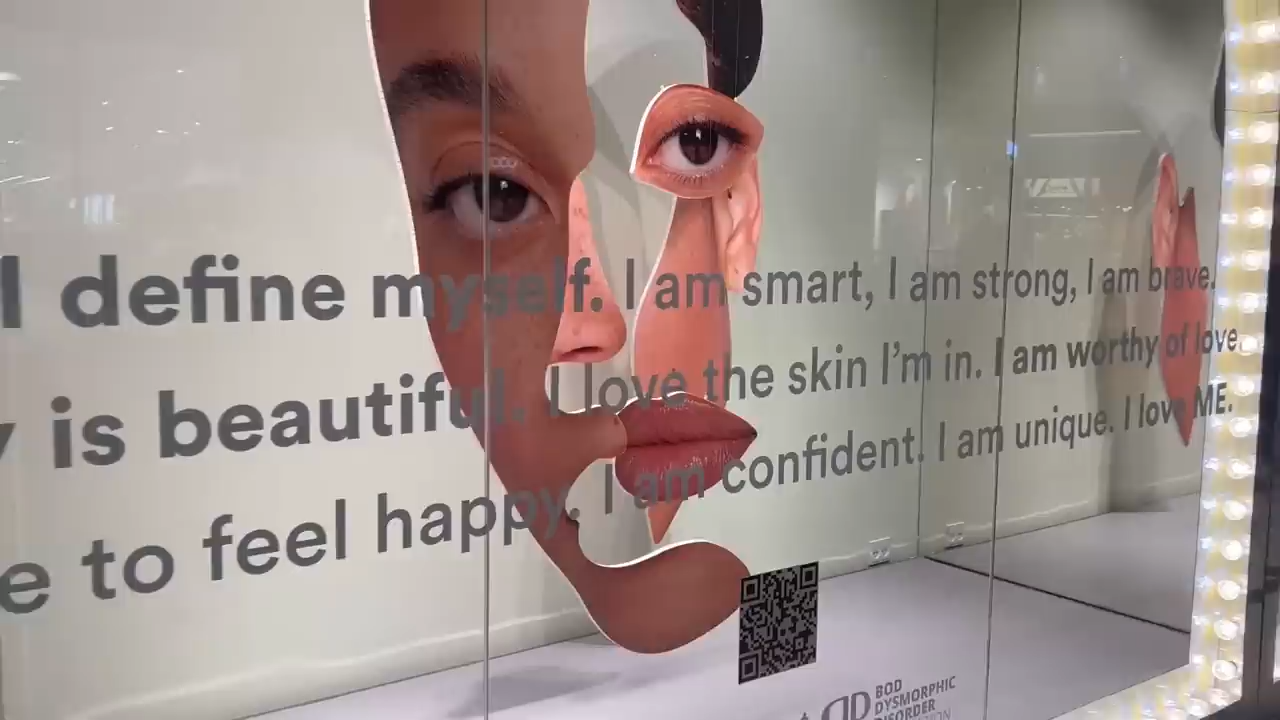 I define myself. I am smart, I am strong, I am brave.
is beautiful. I love the skin I'm in. I am worthy of love
e to feel happy. I am confident. I am unique. I love ME.
BOD
DYSMORPHIC
DISORDER